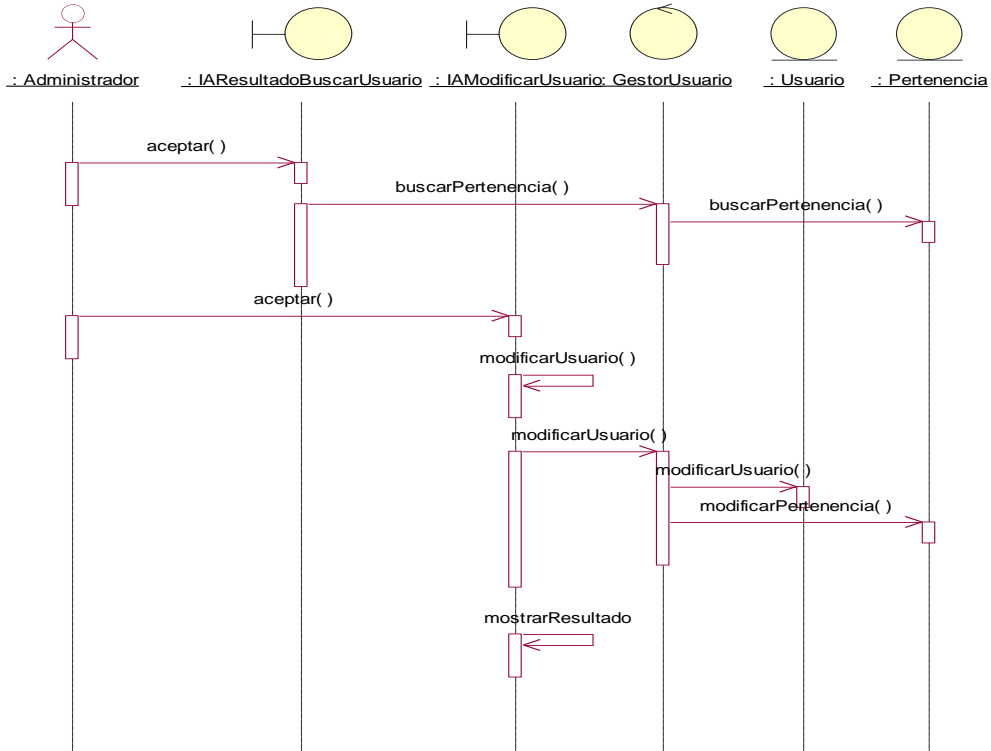 : Administrador : IAResultadoBuscarUsuario : IAModificarUsuario : GestorUsuario : Usuario : Pertenencia
aceptar( )
buscarPertenencia( )
buscarPertenencia( )
aceptar( )
modificarUsuario( )
modificarUsuario( )
modificarUsuario( )
modificarPertenencia( )
mostrarResultado